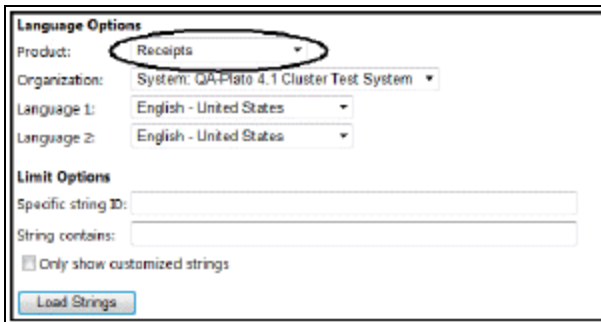 Language Options
Product: Receipts
Organization: System: QA-Plato 4.1 Cluster Test System
Language 1: English - United States
Language 2: English - United States
Limit Options
Specific string ID:
String contains:
Only show customized strings
Load Strings